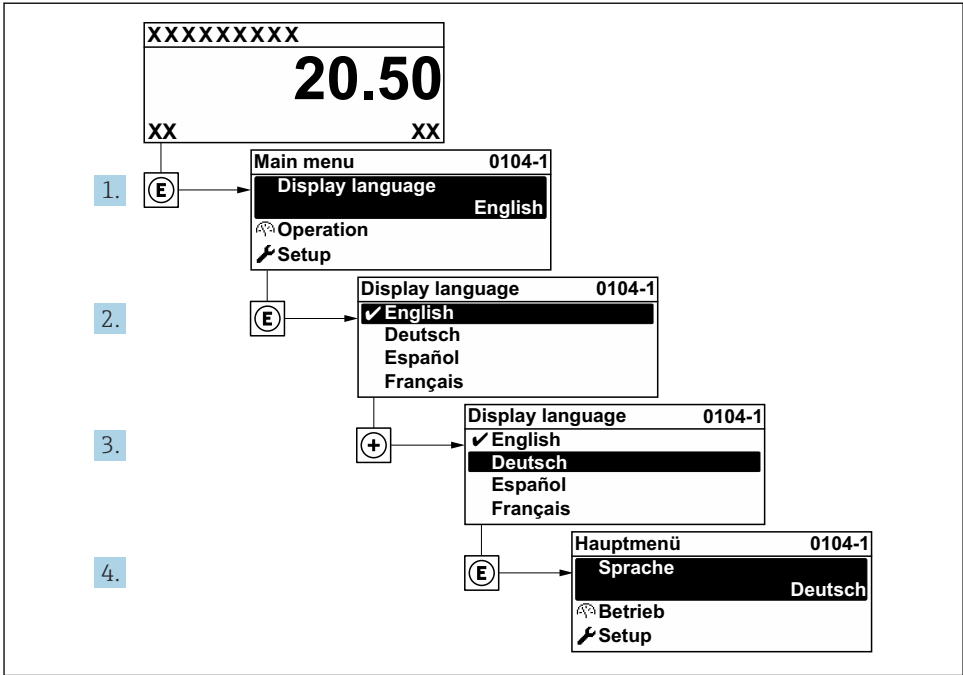 XXXXXXXXX
20.50
XX XX
1. E Main menu 0104-1
Display language
English
Operation
Setup
2. E Display language 0104-1
✔ English
Deutsch
Español
Français
3. + Display language 0104-1
✔ English
Deutsch
Español
Français
4. E Hauptmenü 0104-1
Sprache
Deutsch
Betrieb
Setup